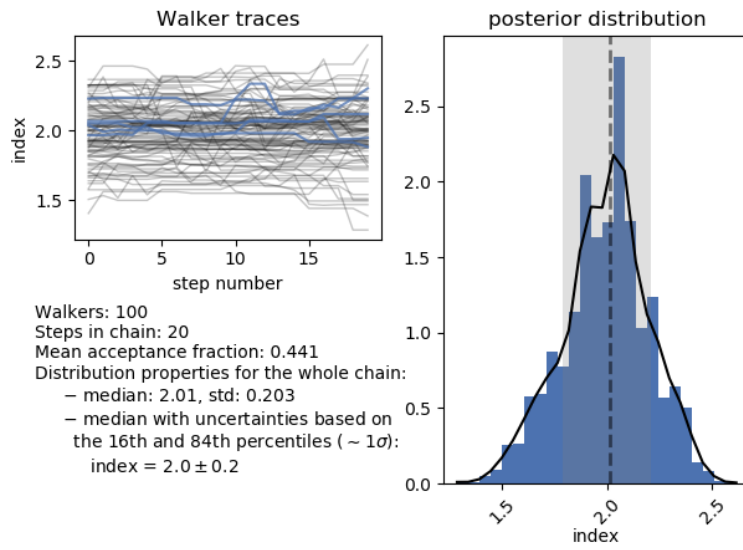 Walker traces
index
2.5
2.0
1.5
0
5
10
15
step number
Walkers: 100
Steps in chain: 20
Mean acceptance fraction: 0.441
Distribution properties for the whole chain:
− median: 2.01, std: 0.203
− median with uncertainties based on
the 16th and 84th percentiles (∼ 1σ):
index = 2.0 ± 0.2
posterior distribution
2.5
2.0
1.5
1.0
0.5
0.0
1.5
2.0
2.5
index